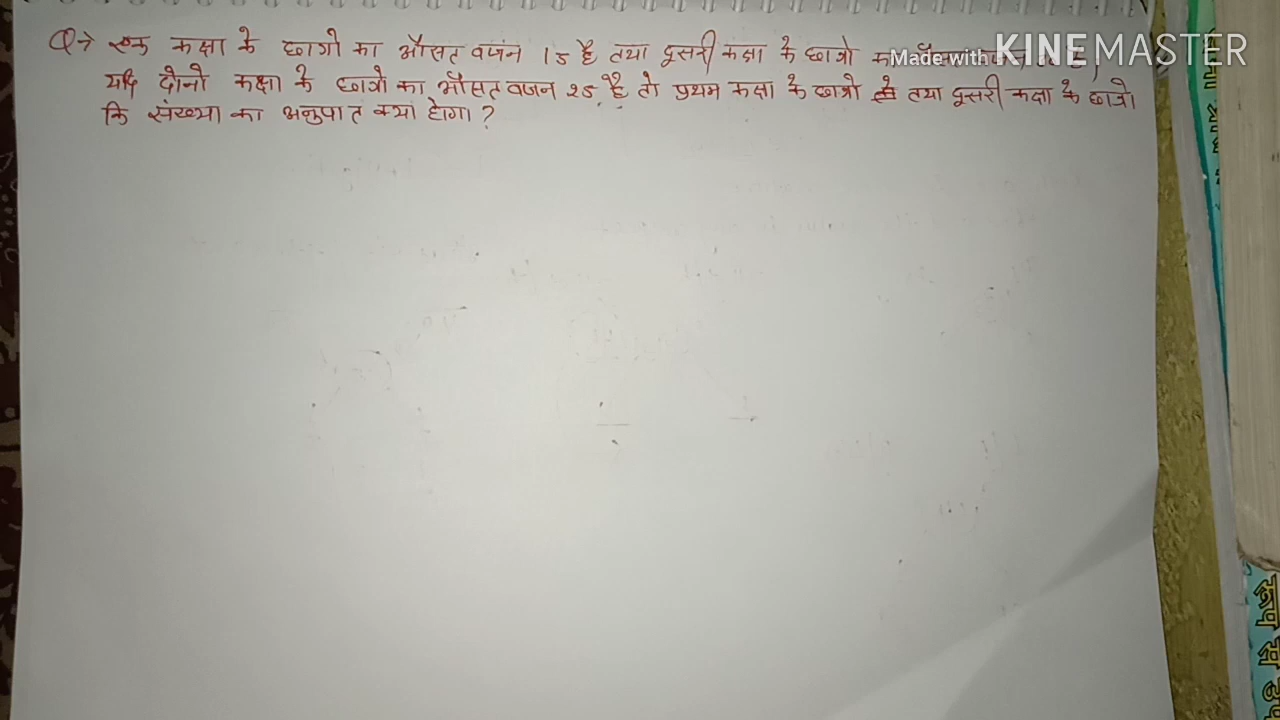 Q→ एक कक्षा के छात्रो का औसत वजन 15 है तथा दुसरी कक्षा के छात्रो
Made with KINEMASTER
यदि दोनो कक्षा के छात्रो का औसत वजन 25 है तो प्रथम कक्षा के छात्रो तथा दुसरी कक्षा के छात्रो
कि संख्या का अनुपात क्या होगा ?